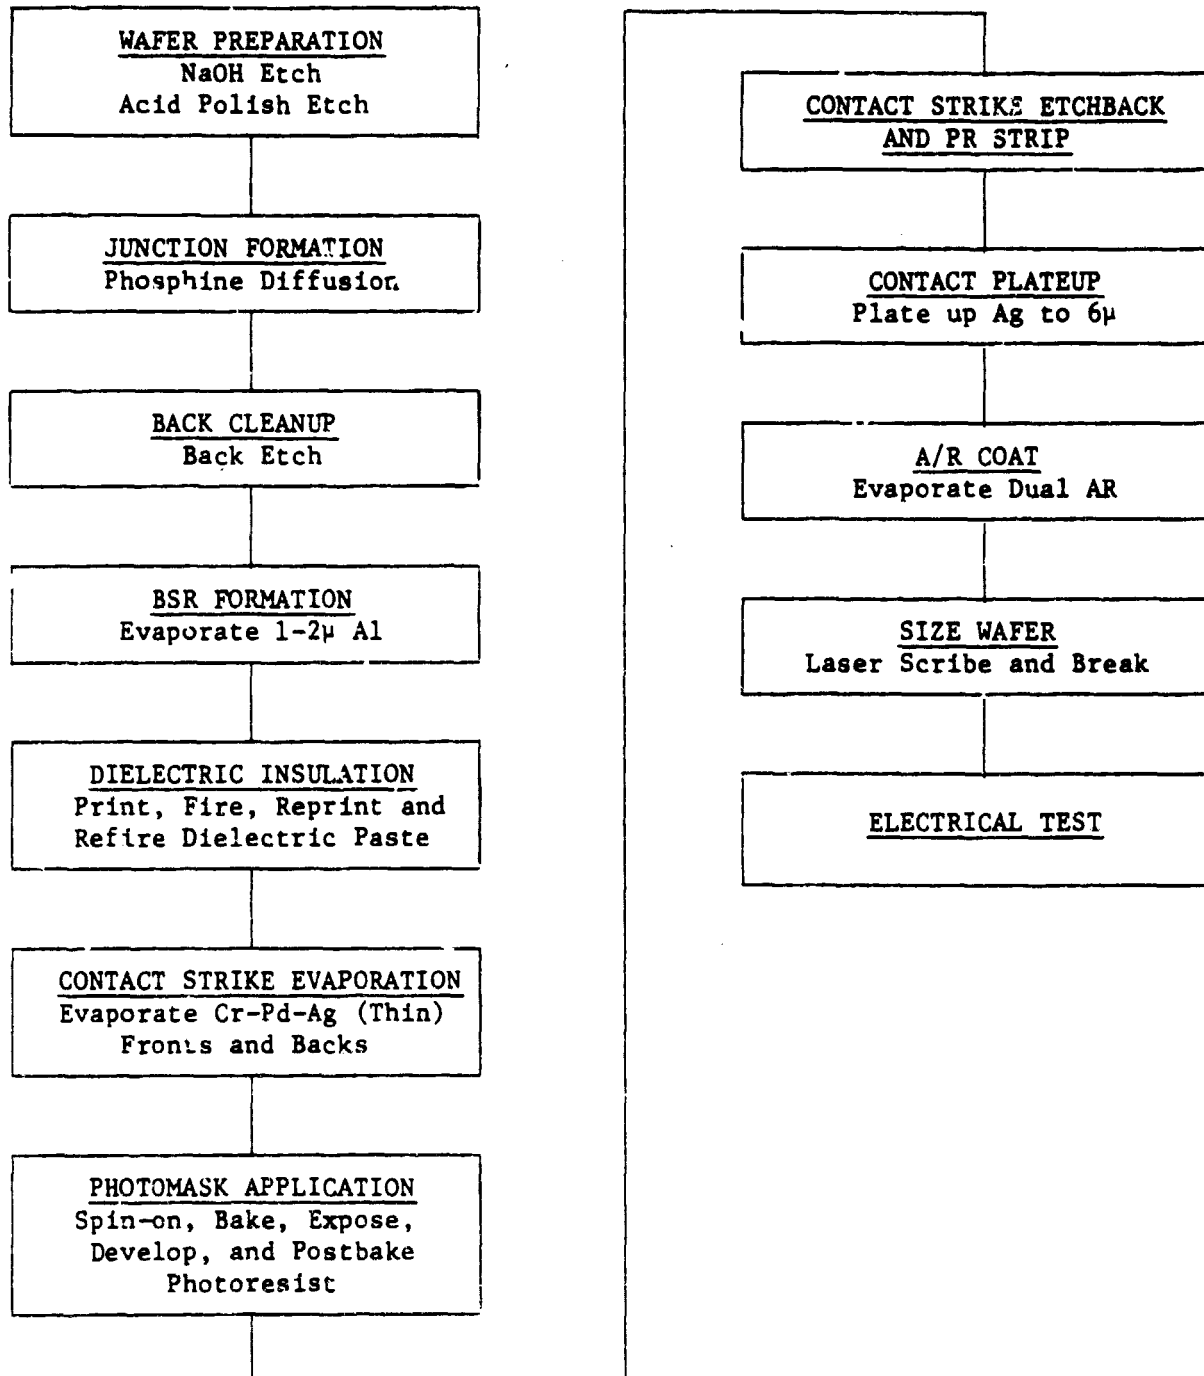 WAFER PREPARATION
NaOH Etch
Acid Polish Etch
JUNCTION FORMATION
Phosphine Diffusion
BACK CLEANUP
Back Etch
BSR FORMATION
Evaporate 1-2μ Al
DIELECTRIC INSULATION
Print, Fire, Reprint and
Refire Dielectric Paste
CONTACT STRIKE EVAPORATION
Evaporate Cr-Pd-Ag (Thin)
Fronts and Backs
PHOTOMASK APPLICATION
Spin-on, Bake, Expose,
Develop, and Postbake
Photoresist
CONTACT STRIKE ETCHBACK
AND PR STRIP
CONTACT PLATEUP
Plate up Ag to 6μ
A/R COAT
Evaporate Dual AR
SIZE WAFER
Laser Scribe and Break
ELECTRICAL TEST